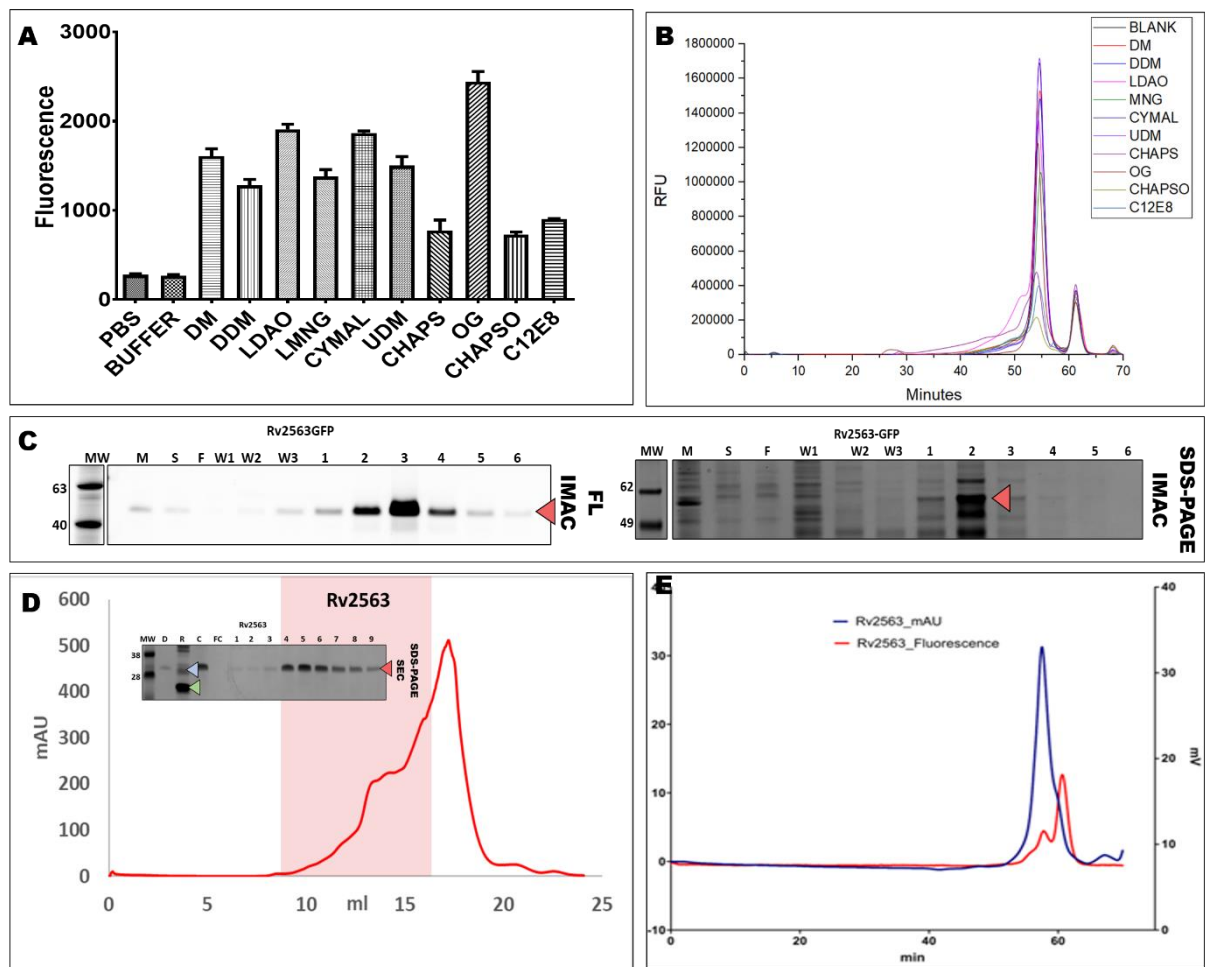 A
3000
2000
1000
0
Fluorescence
PBS
BUFFER
DM
DDM
LDAO
LMNG
CYMAL
UDM
CHAPS
OG
CHAPSO
C12E8
B
1800000
1600000
1400000
1200000
1000000
800000
600000
400000
200000
0
RFU
0 10 20 30 40 50 60 70
Minutes
BLANK
DM
DDM
LDAO
MNG
CYMAL
UDM
CHAPS
OG
CHAPSO
C12E8
C
Rv2563GFP
MW M S F W1 W2 W3 1 2 3 4 5 6
63
40
FL
IMAC
Rv2563-GFP
MW M S F W1 W2 W3 1 2 3 4 5 6
62
49
SDS-PAGE
IMAC
D
600
500
400
300
200
100
0
mAU
0 5 10 ml 15 20 25
Rv2563
Rv2563
MW D R C FC 1 2 3 4 5 6 7 8 9
38
28
SDS-PAGE
SEC
E
40
30
20
10
0
-10
Rv2563_mAU
Rv2563_Fluorescence
40
30
20
10
0
mV
0 20 40 60
min